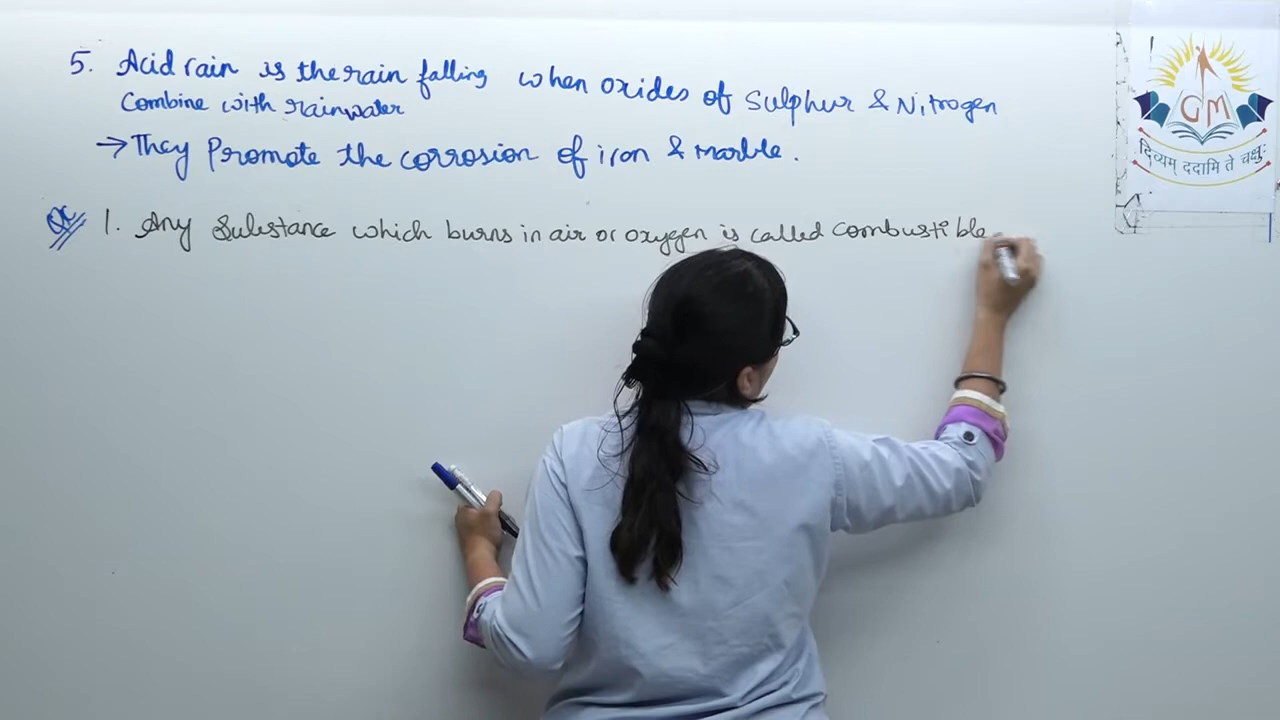 5. Acid rain is the rain falling when oxides of Sulphur & Nitrogen
Combine with rainwater
→ They Promote the corrosion of iron & Marble.
1. Any Substance which burns in air or oxygen is called combustible
GM
दिव्यम् ददामि ते चक्षुः